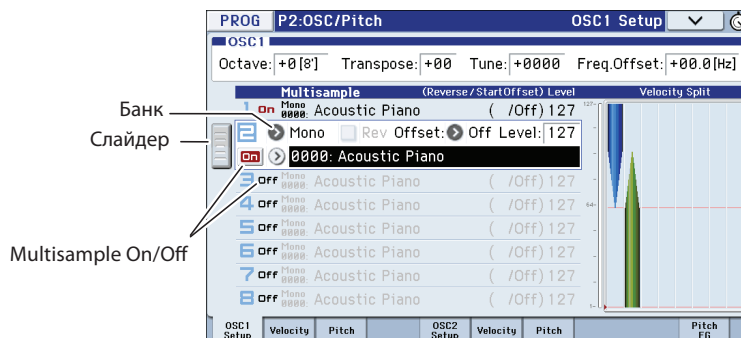 PROG P2:OSC/Pitch OSC1 Setup
OSC1
Octave: +0[8'] Transpose: +00 Tune: +0000 Freq.Offset: +00.0[Hz]
Multisample (Reverse/StartOffset) Level Velocity Split
1 On Mono 0000: Acoustic Piano ( /Off) 127 127-
Банк
2 Mono Rev Offset: Off Level: 127
Слайдер
On 0000: Acoustic Piano
3 Off Mono 0000: Acoustic Piano ( /Off) 127
4 Off Mono 0000: Acoustic Piano ( /Off) 127 64-
5 Off Mono 0000: Acoustic Piano ( /Off) 127
Multisample On/Off
6 Off Mono 0000: Acoustic Piano ( /Off) 127
7 Off Mono 0000: Acoustic Piano ( /Off) 127
8 Off Mono 0000: Acoustic Piano ( /Off) 127 1-
OSC1 Setup Velocity Pitch OSC2 Setup Velocity Pitch Pitch EG